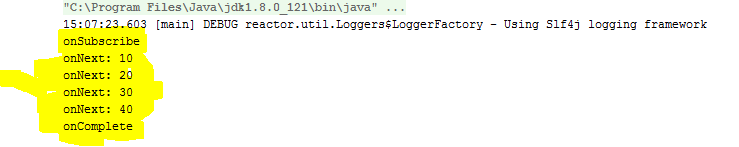 "C:\Program Files\Java\jdk1.8.0_121\bin\java" ...
15:07:23.603 [main] DEBUG reactor.util.Loggers$LoggerFactory - Using Slf4j logging framework
onSubscribe
onNext: 10
onNext: 20
onNext: 30
onNext: 40
onComplete